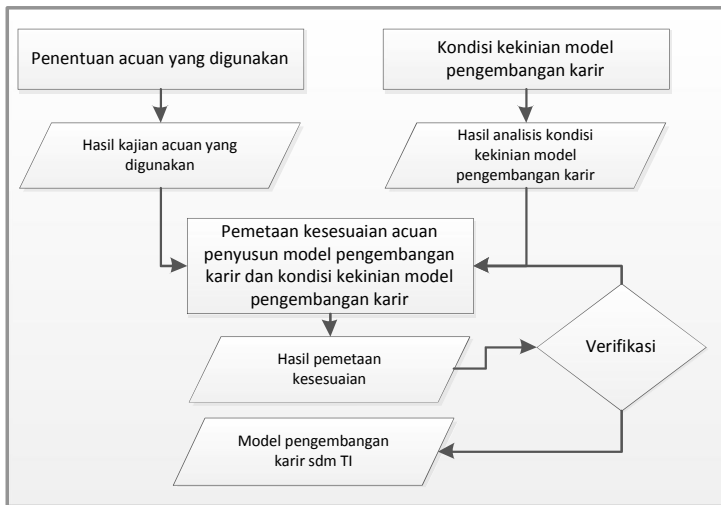 Penentuan acuan yang digunakan
Kondisi kekinian model
pengembangan karir
Hasil kajian acuan yang
digunakan
Hasil analisis kondisi
kekinian model
pengembangan karir
Pemetaan kesesuaian acuan
penyusun model pengembangan
karir dan kondisi kekinian model
pengembangan karir
Hasil pemetaan
kesesuaian
Verifikasi
Model pengembangan
karir sdm TI